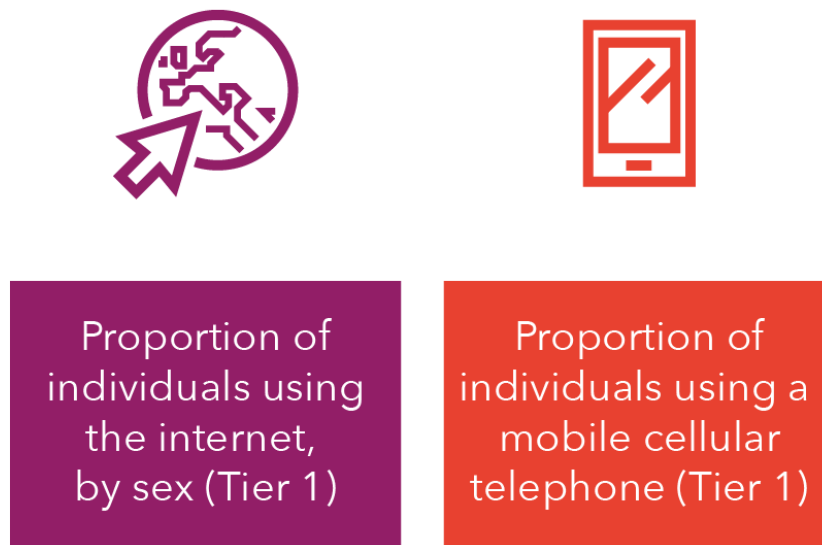 Proportion of
individuals using
the internet,
by sex (Tier 1)
Proportion of
individuals using a
mobile cellular
telephone (Tier 1)